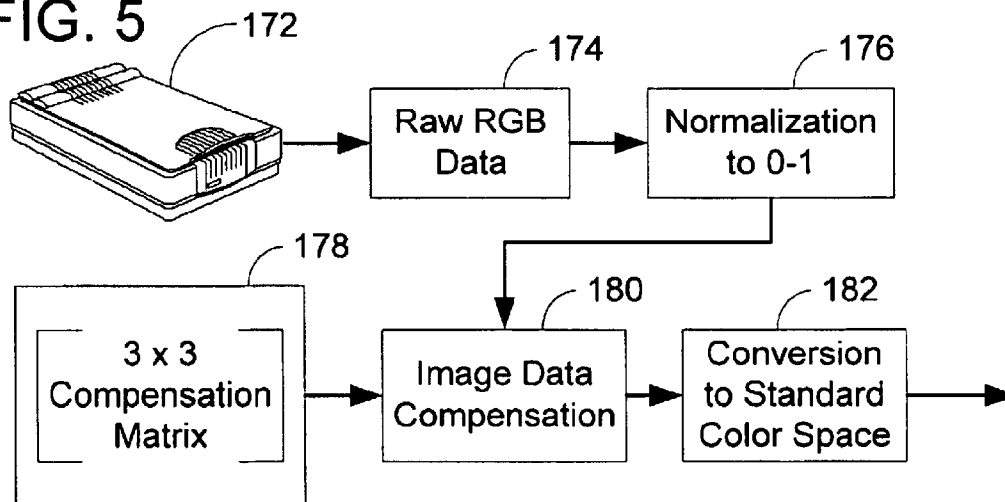 FIG. 5
172
174
176
Raw RGB
Data
Normalization
to 0-1
178
180
182
3 x 3
Compensation
Matrix
Image Data
Compensation
Conversion
to Standard
Color Space